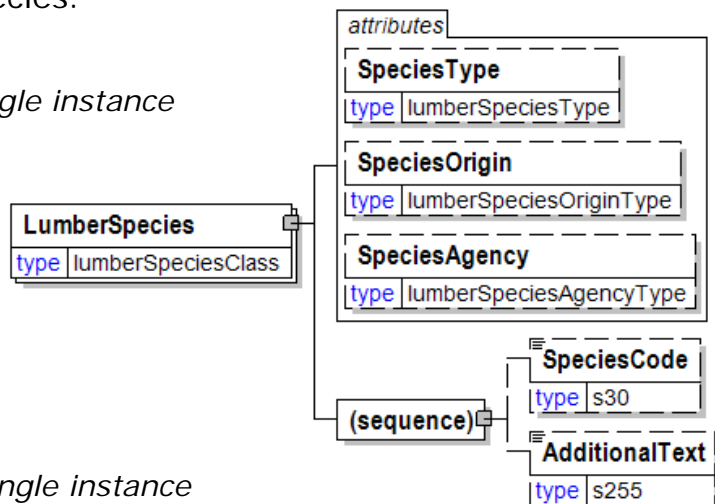 ecies.
attributes
SpeciesType
type lumberSpeciesType
ngle instance
SpeciesOrigin
type lumberSpeciesOriginType
LumberSpecies
type lumberSpeciesClass
SpeciesAgency
type lumberSpeciesAgencyType
SpeciesCode
type s30
(sequence)
AdditionalText
type s255
ngle instance